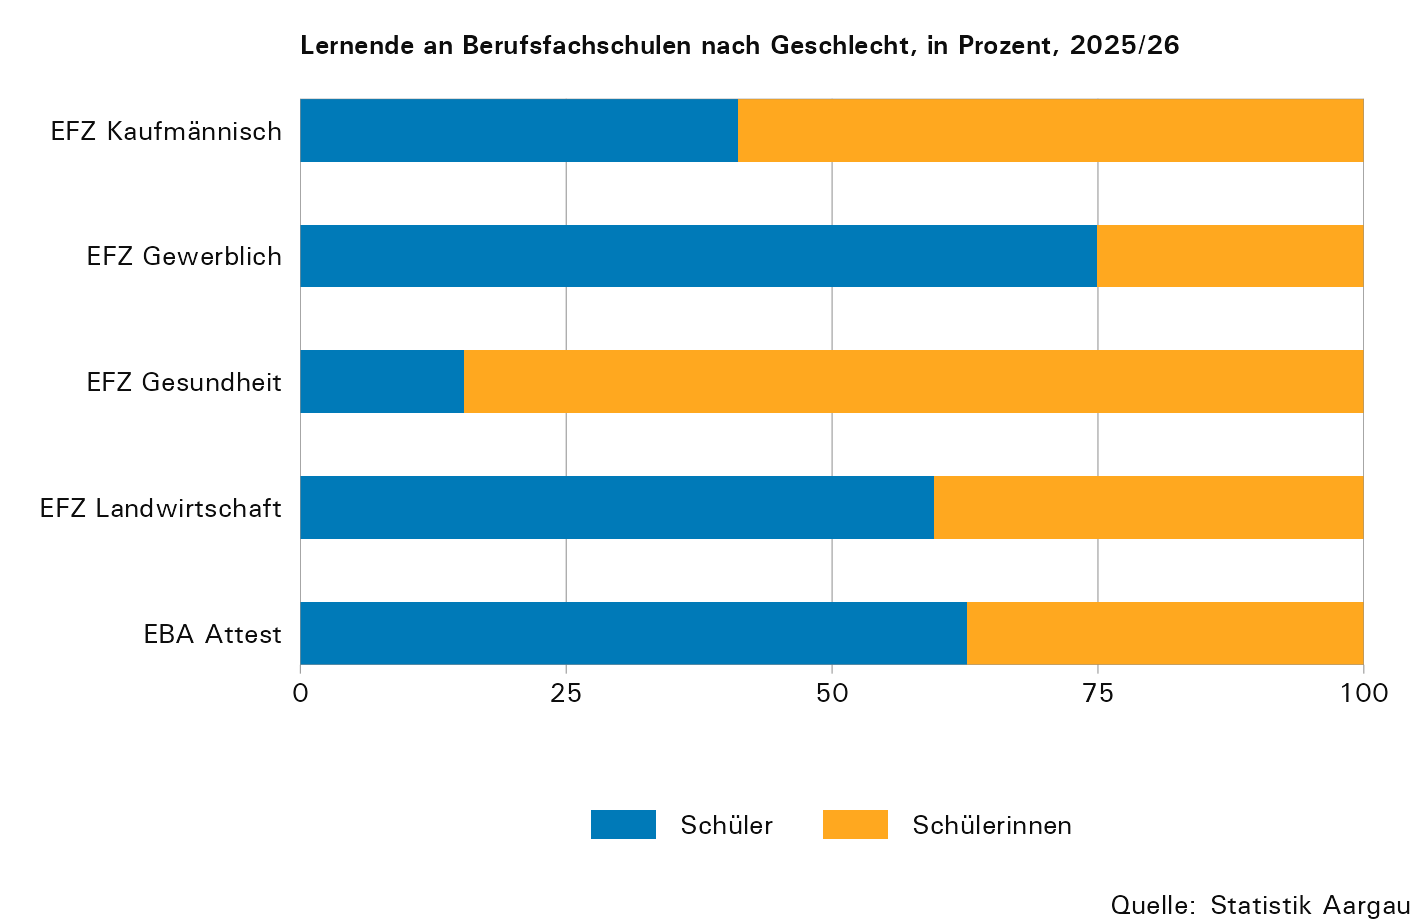 Lernende an Berufsfachschulen nach Geschlecht, in Prozent, 2025/26
EFZ Kaufmännisch
EFZ Gewerblich
EFZ Gesundheit
EFZ Landwirtschaft
EBA Attest
0 25 50 75 100
Schüler Schülerinnen
Quelle: Statistik Aargau